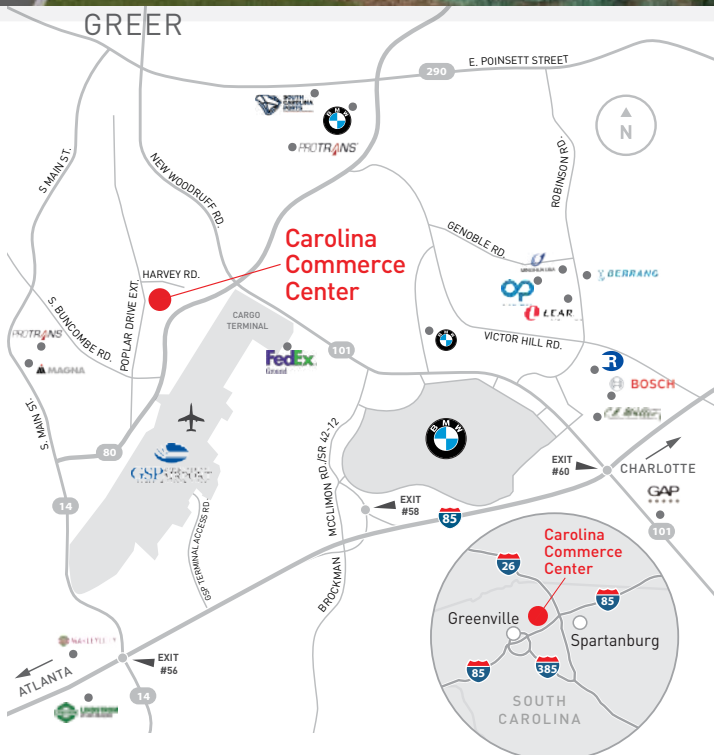 GREER
E. POINSETT STREET
290
SOUTH
CAROLINA
PORTS
BMW
PROTRANS
N
S MAIN ST.
NEW WOODRUFF RD.
ROBINSON RD.
GENOBLE RD.
Carolina
Commerce
Center
HARVEY RD.
POPLAR DRIVE EXT.
S. BUNCOMBE RD.
CARGO
TERMINAL
BERRANG
OP
LEAR
PROTRANS
MAGNA
FedEx
Ground
101
BMW
VICTOR HILL RD.
R
BOSCH
S. MAIN ST.
80
GSP
MCCLIMON RD./SR 42-12
BMW
EXIT
#60
CHARLOTTE
GAP
14
EXIT
#58
85
101
GSP TERMINAL ACCESS RD.
BROCKMAN
Carolina
Commerce
Center
26
85
Greenville
Spartanburg
85
385
SOUTH
CAROLINA
EXIT
#56
ATLANTA
14